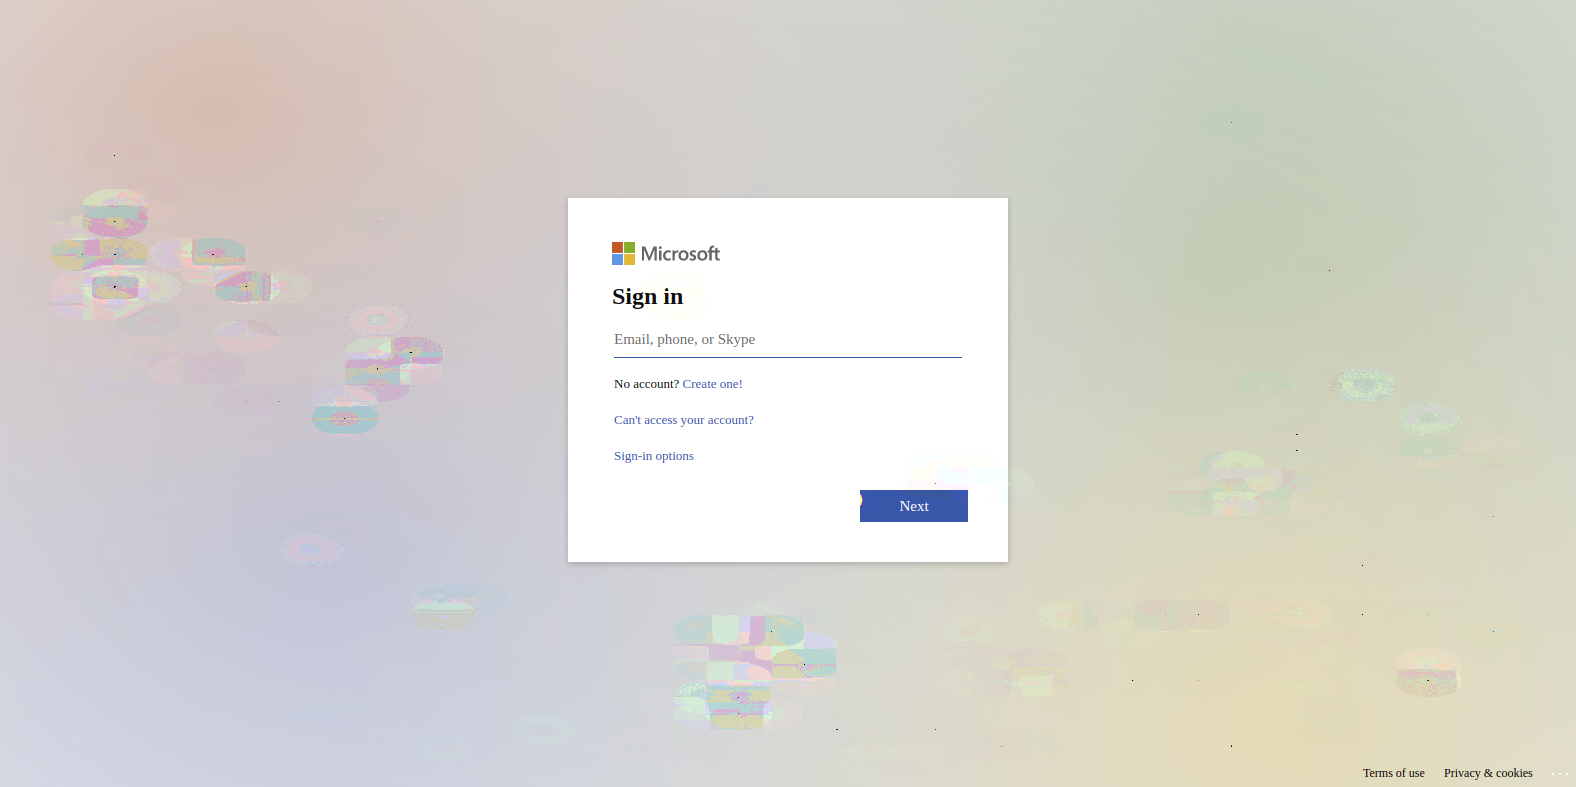 Microsoft
Sign in
Email, phone, or Skype
No account? Create one!
Can't access your account?
Sign-in options
Next
Terms of use Privacy & cookies ...